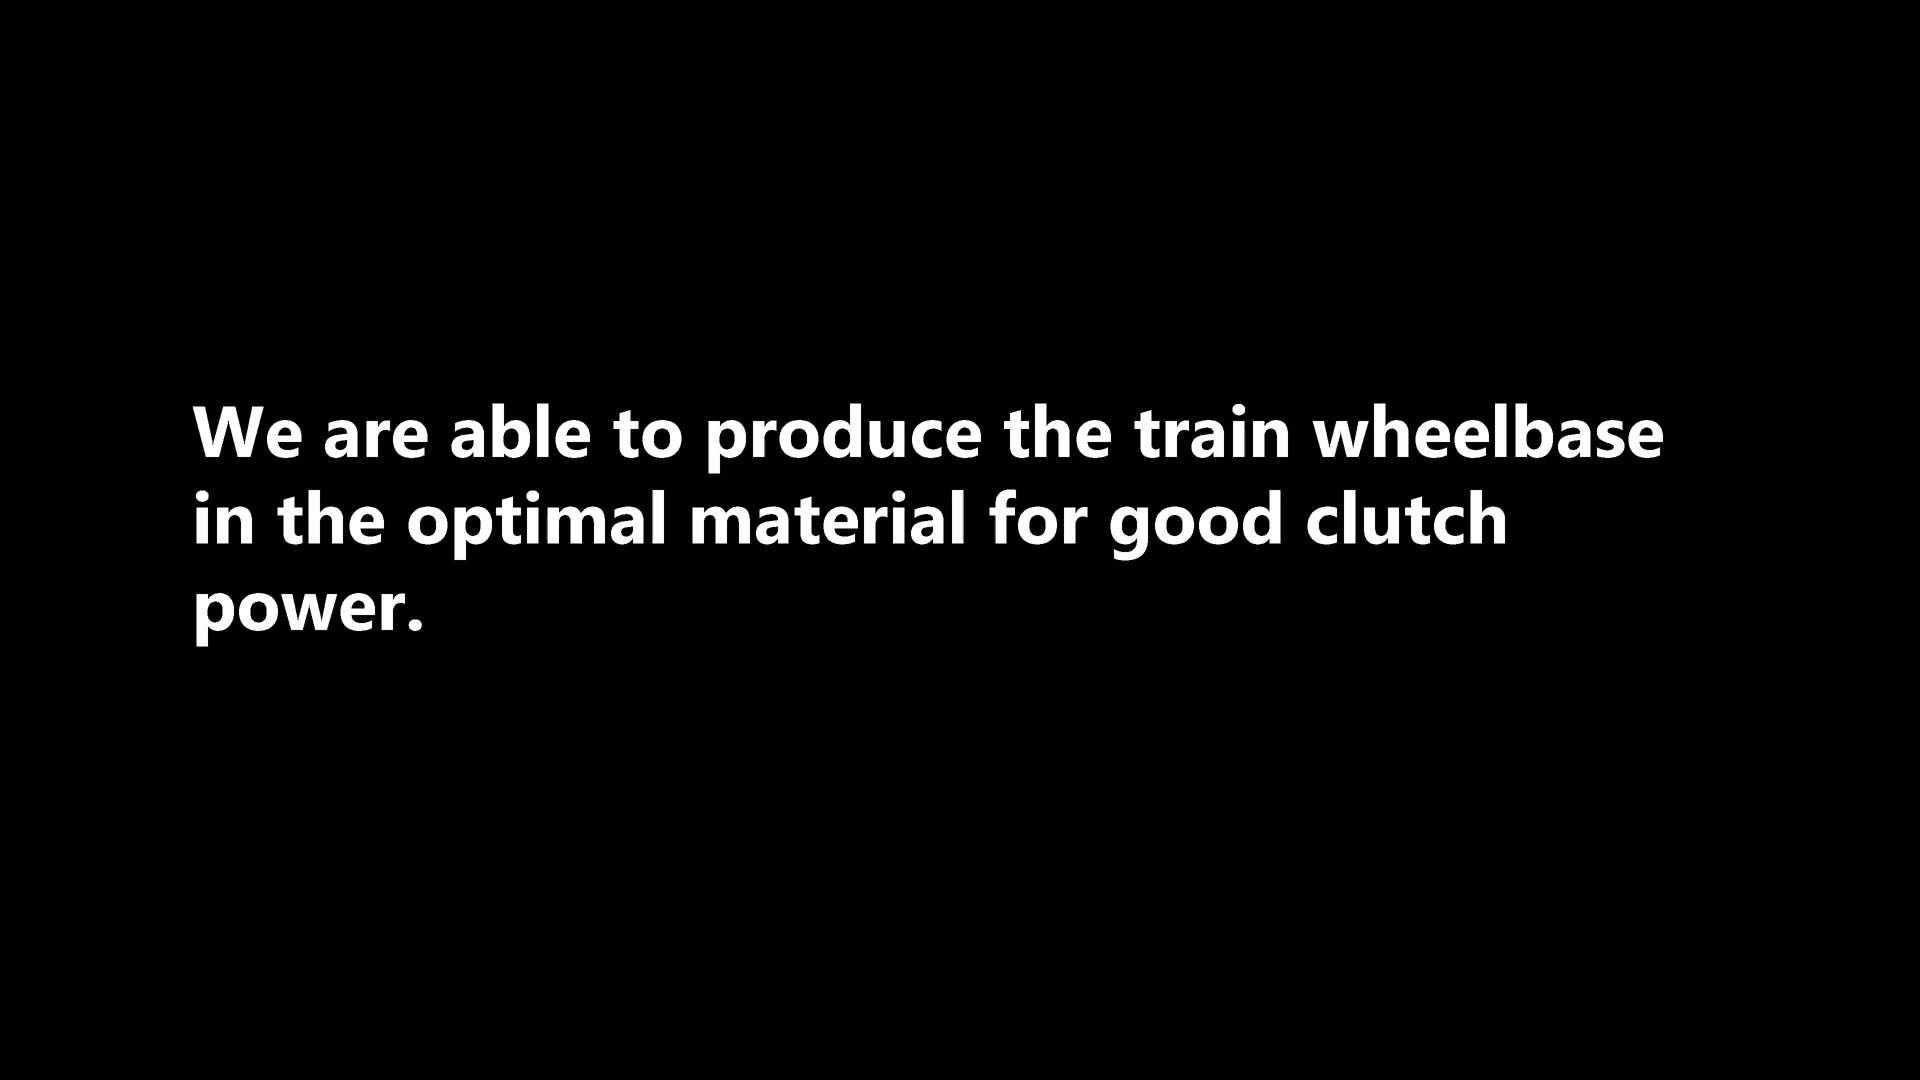 We are able to produce the train wheelbase
in the optimal material for good clutch
power.